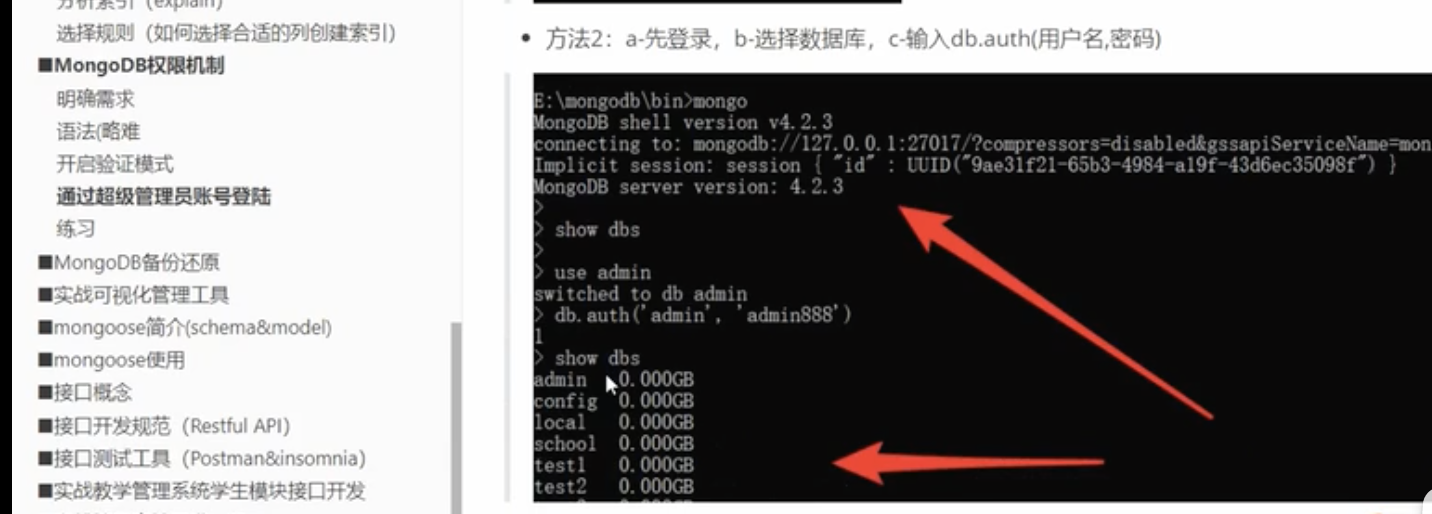 分析索引（explain）
选择规则（如何选择合适的列创建索引）
■MongoDB权限机制
明确需求
语法(略难
开启验证模式
通过超级管理员账号登陆
练习
■MongoDB备份还原
■实战可视化管理工具
■mongoose简介(schema&model)
■mongoose使用
■接口概念
■接口开发规范（Restful API）
■接口测试工具（Postman&insomnia）
■实战教学管理系统学生模块接口开发
• 方法2：a-先登录，b-选择数据库，c-输入db.auth(用户名,密码)
E:\mongodb\bin>mongo
MongoDB shell version v4.2.3
connecting to: mongodb://127.0.0.1:27017/?compressors=disabled&gssapiServiceName=mon
Implicit session: session { "id" : UUID("9ae31f21-65b3-4984-a19f-43d6ec35098f") }
MongoDB server version: 4.2.3
>
> show dbs
>
> use admin
switched to db admin
> db.auth('admin', 'admin888')
1
> show dbs
admin 0.000GB
config 0.000GB
local 0.000GB
school 0.000GB
test1 0.000GB
test2 0.000GB